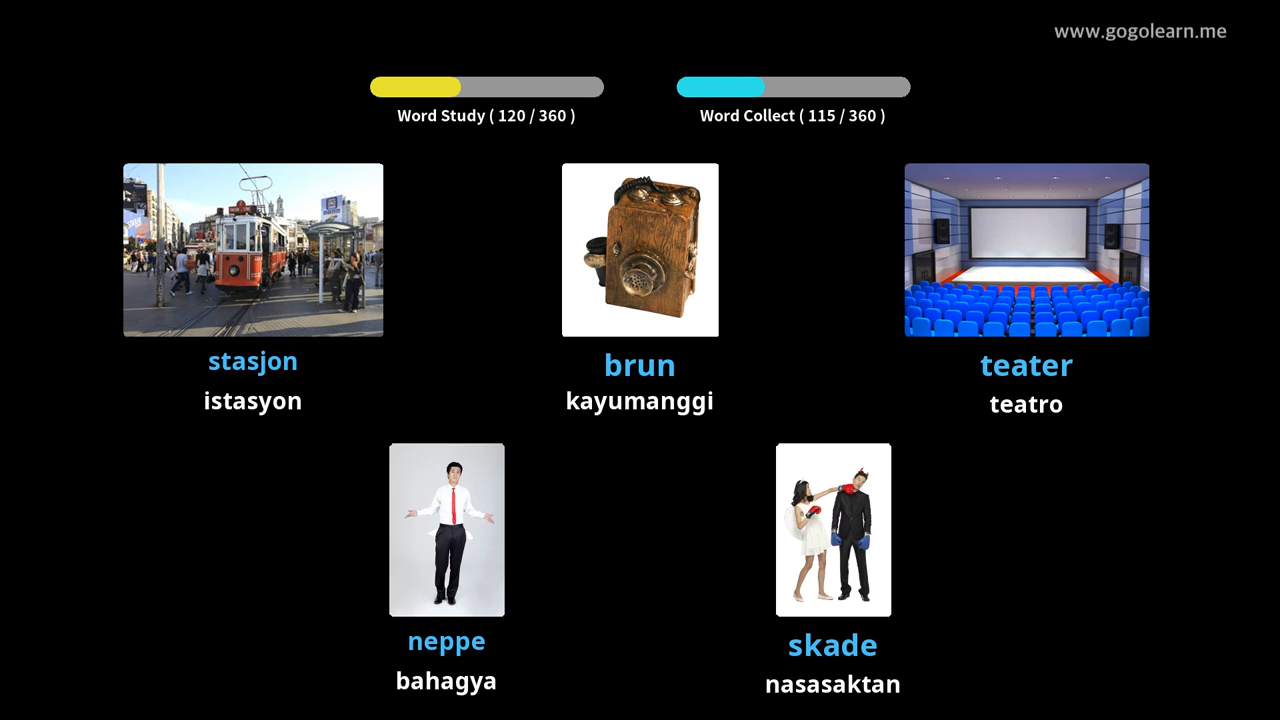 www.gogolearn.me
Word Study ( 120 / 360 )
Word Collect ( 115 / 360 )
stasjon
istasyon
brun
kayumanggi
teater
teatro
neppe
bahagya
skade
nasasaktan